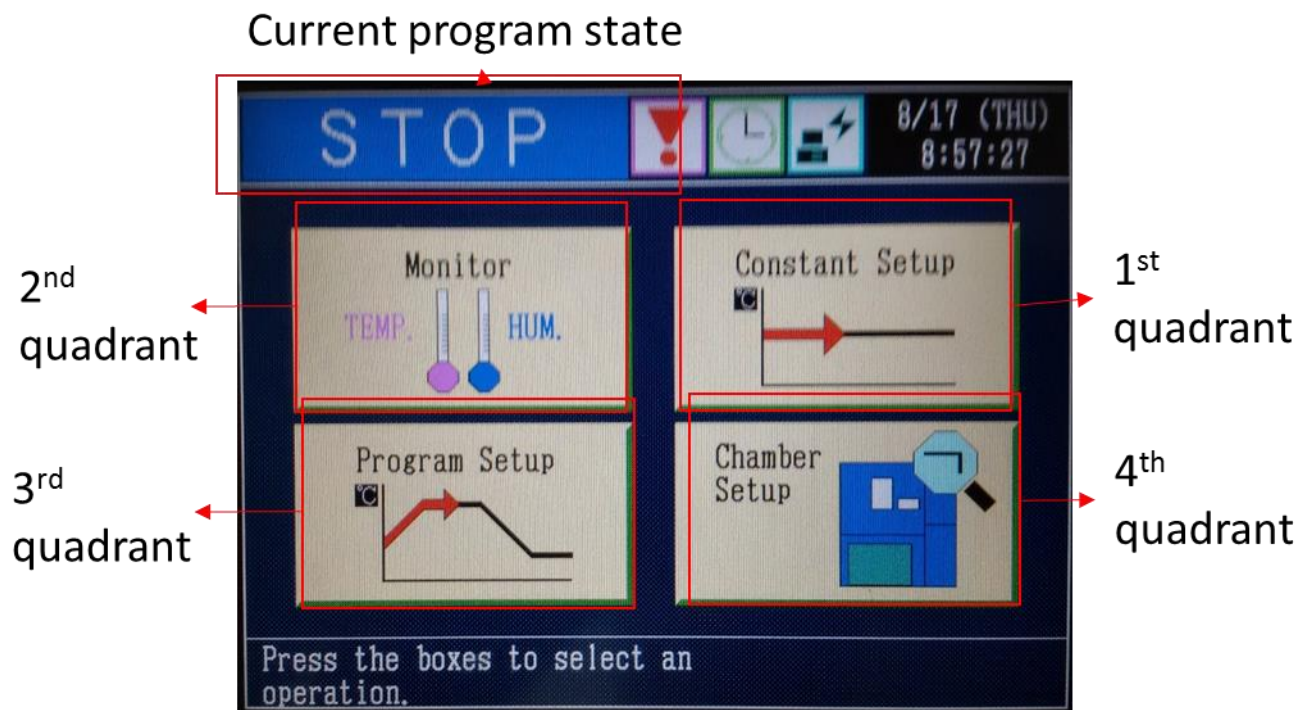 Current program state
STOP
8/17 (THU)
8:57:27
2nd
quadrant
Monitor
TEMP.
HUM.
Constant Setup
°C
1st
quadrant
3rd
quadrant
Program Setup
°C
Chamber
Setup
4th
quadrant
Press the boxes to select an
operation.